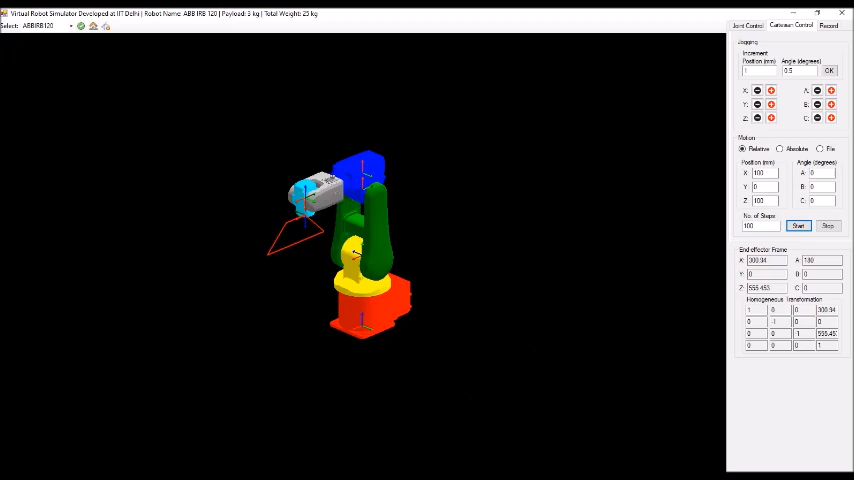 Virtual Robot Simulator Developed at IIT Delhi | Robot Name: ABB IRB 120 | Payload: 3 kg | Total Weight: 25 kg
Select: ABBIRB120
Joint Control Cartesian Control Record
Jogging
Increment
Position (mm) Angle (degrees)
1 0.5 OK
X: A:
Y: B:
Z: C:
Motion
Relative Absolute File
Position (mm) Angle (degrees)
X: 100 A: 0
Y: 0 B: 0
Z: 100 C: 0
No. of Steps:
100 Start Stop
End-effector Frame
X: 300.94 A: 180
Y: 0 B: 0
Z: 555.453 C: 0
Homogeneous Transformation
1 0 0 300.94
0 -1 0 0
0 0 -1 555.45
0 0 0 1